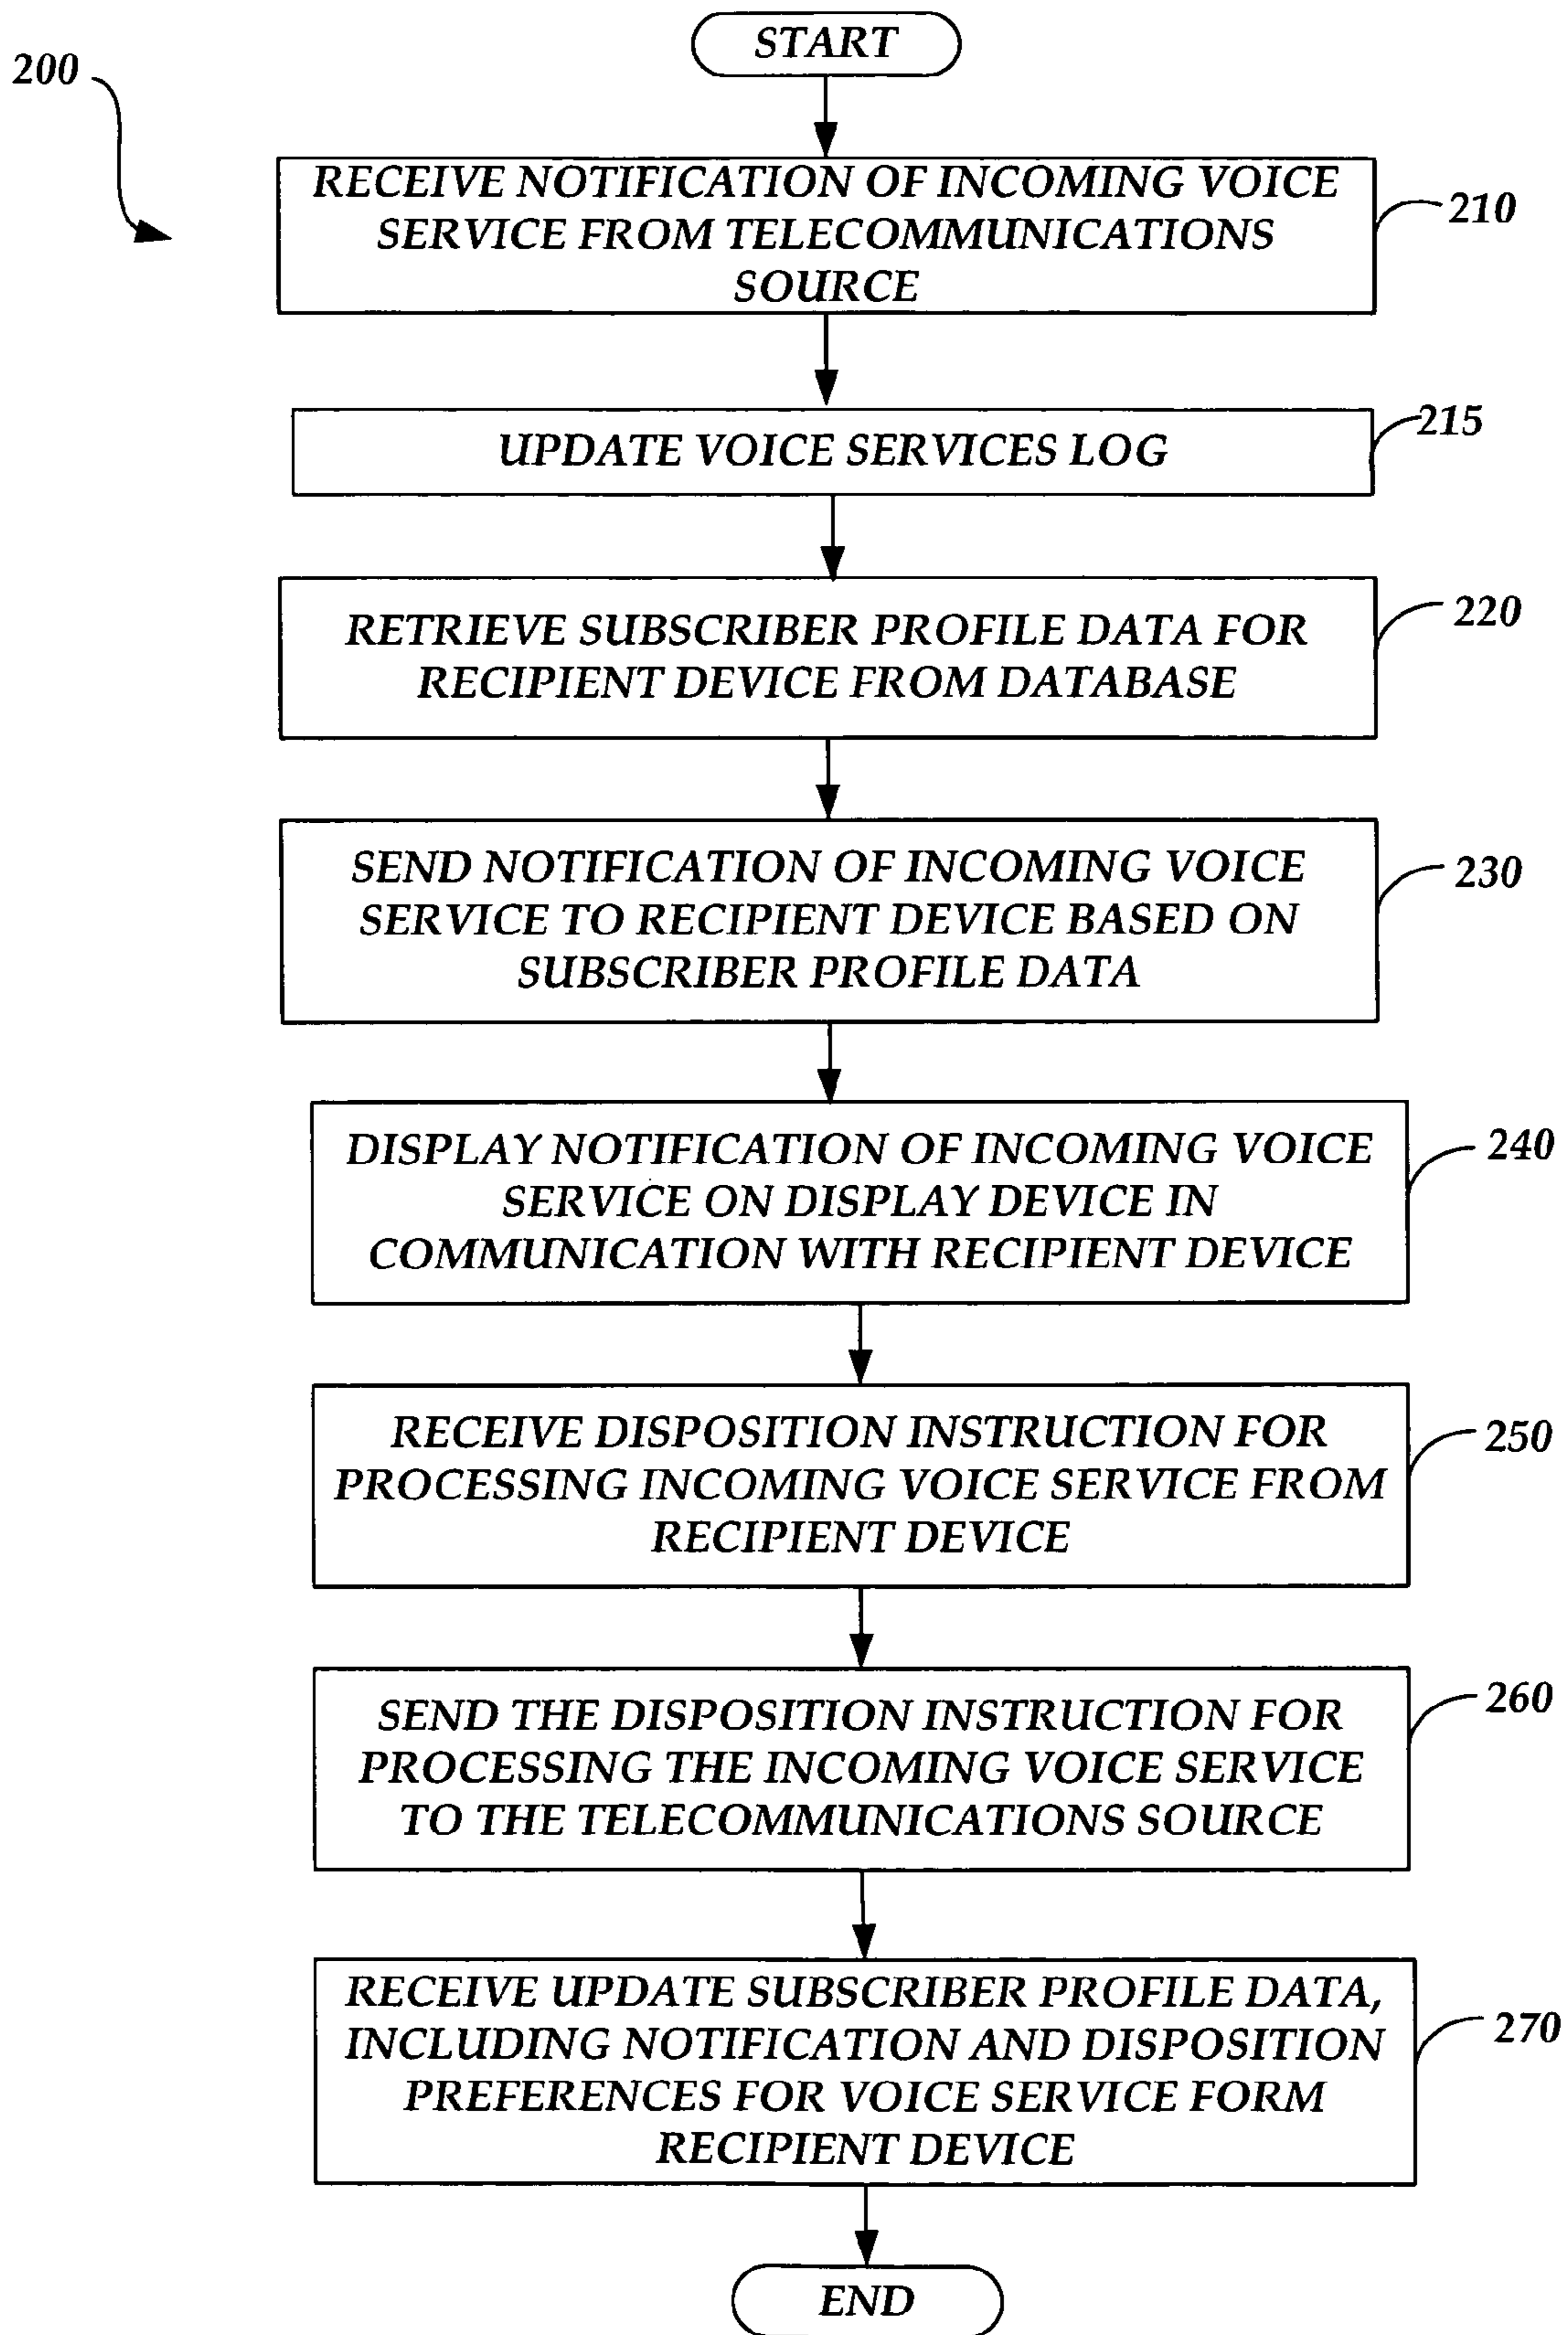 START
200
RECEIVE NOTIFICATION OF INCOMING VOICE
SERVICE FROM TELECOMMUNICATIONS
SOURCE
210
UPDATE VOICE SERVICES LOG
215
RETRIEVE SUBSCRIBER PROFILE DATA FOR
RECIPIENT DEVICE FROM DATABASE
220
SEND NOTIFICATION OF INCOMING VOICE
SERVICE TO RECIPIENT DEVICE BASED ON
SUBSCRIBER PROFILE DATA
230
DISPLAY NOTIFICATION OF INCOMING VOICE
SERVICE ON DISPLAY DEVICE IN
COMMUNICATION WITH RECIPIENT DEVICE
240
RECEIVE DISPOSITION INSTRUCTION FOR
PROCESSING INCOMING VOICE SERVICE FROM
RECIPIENT DEVICE
250
SEND THE DISPOSITION INSTRUCTION FOR
PROCESSING THE INCOMING VOICE SERVICE
TO THE TELECOMMUNICATIONS SOURCE
260
RECEIVE UPDATE SUBSCRIBER PROFILE DATA,
INCLUDING NOTIFICATION AND DISPOSITION
PREFERENCES FOR VOICE SERVICE FORM
RECIPIENT DEVICE
270
END